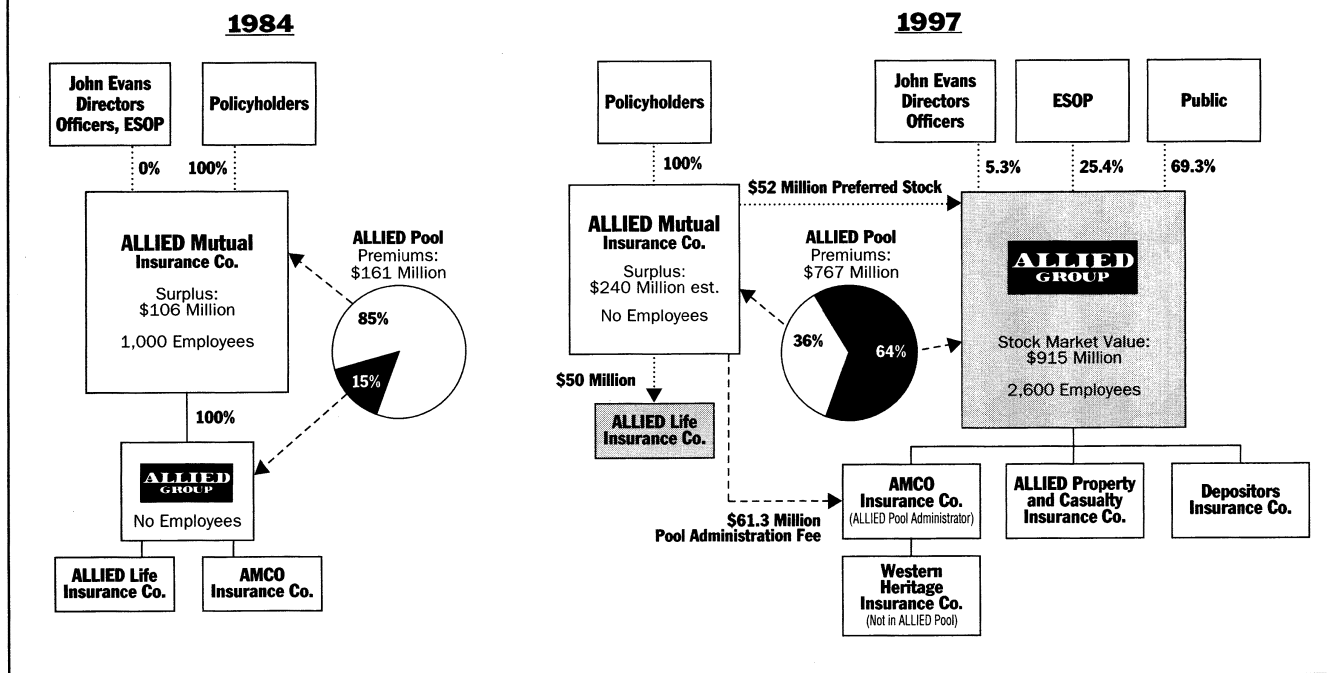 1984
John Evans
Directors
Officers, ESOP
Policyholders
0%
100%
ALLIED Mutual
Insurance Co.
Surplus:
$106 Million
1,000 Employees
ALLIED Pool
Premiums:
$161 Million
85%
15%
100%
ALLIED
GROUP
No Employees
ALLIED Life
Insurance Co.
AMCO
Insurance Co.
1997
Policyholders
100%
John Evans
Directors
Officers
ESOP
Public
5.3%
25.4%
69.3%
$52 Million Preferred Stock
ALLIED Mutual
Insurance Co.
Surplus:
$240 Million est.
No Employees
ALLIED Pool
Premiums:
$767 Million
36%
64%
ALLIED
GROUP
Stock Market Value:
$915 Million
2,600 Employees
$50 Million
ALLIED Life
Insurance Co.
$61.3 Million
Pool Administration Fee
AMCO
Insurance Co.
(ALLIED Pool Administrator)
ALLIED Property
and Casualty
Insurance Co.
Depositors
Insurance Co.
Western
Heritage
Insurance Co.
(Not in ALLIED Pool)